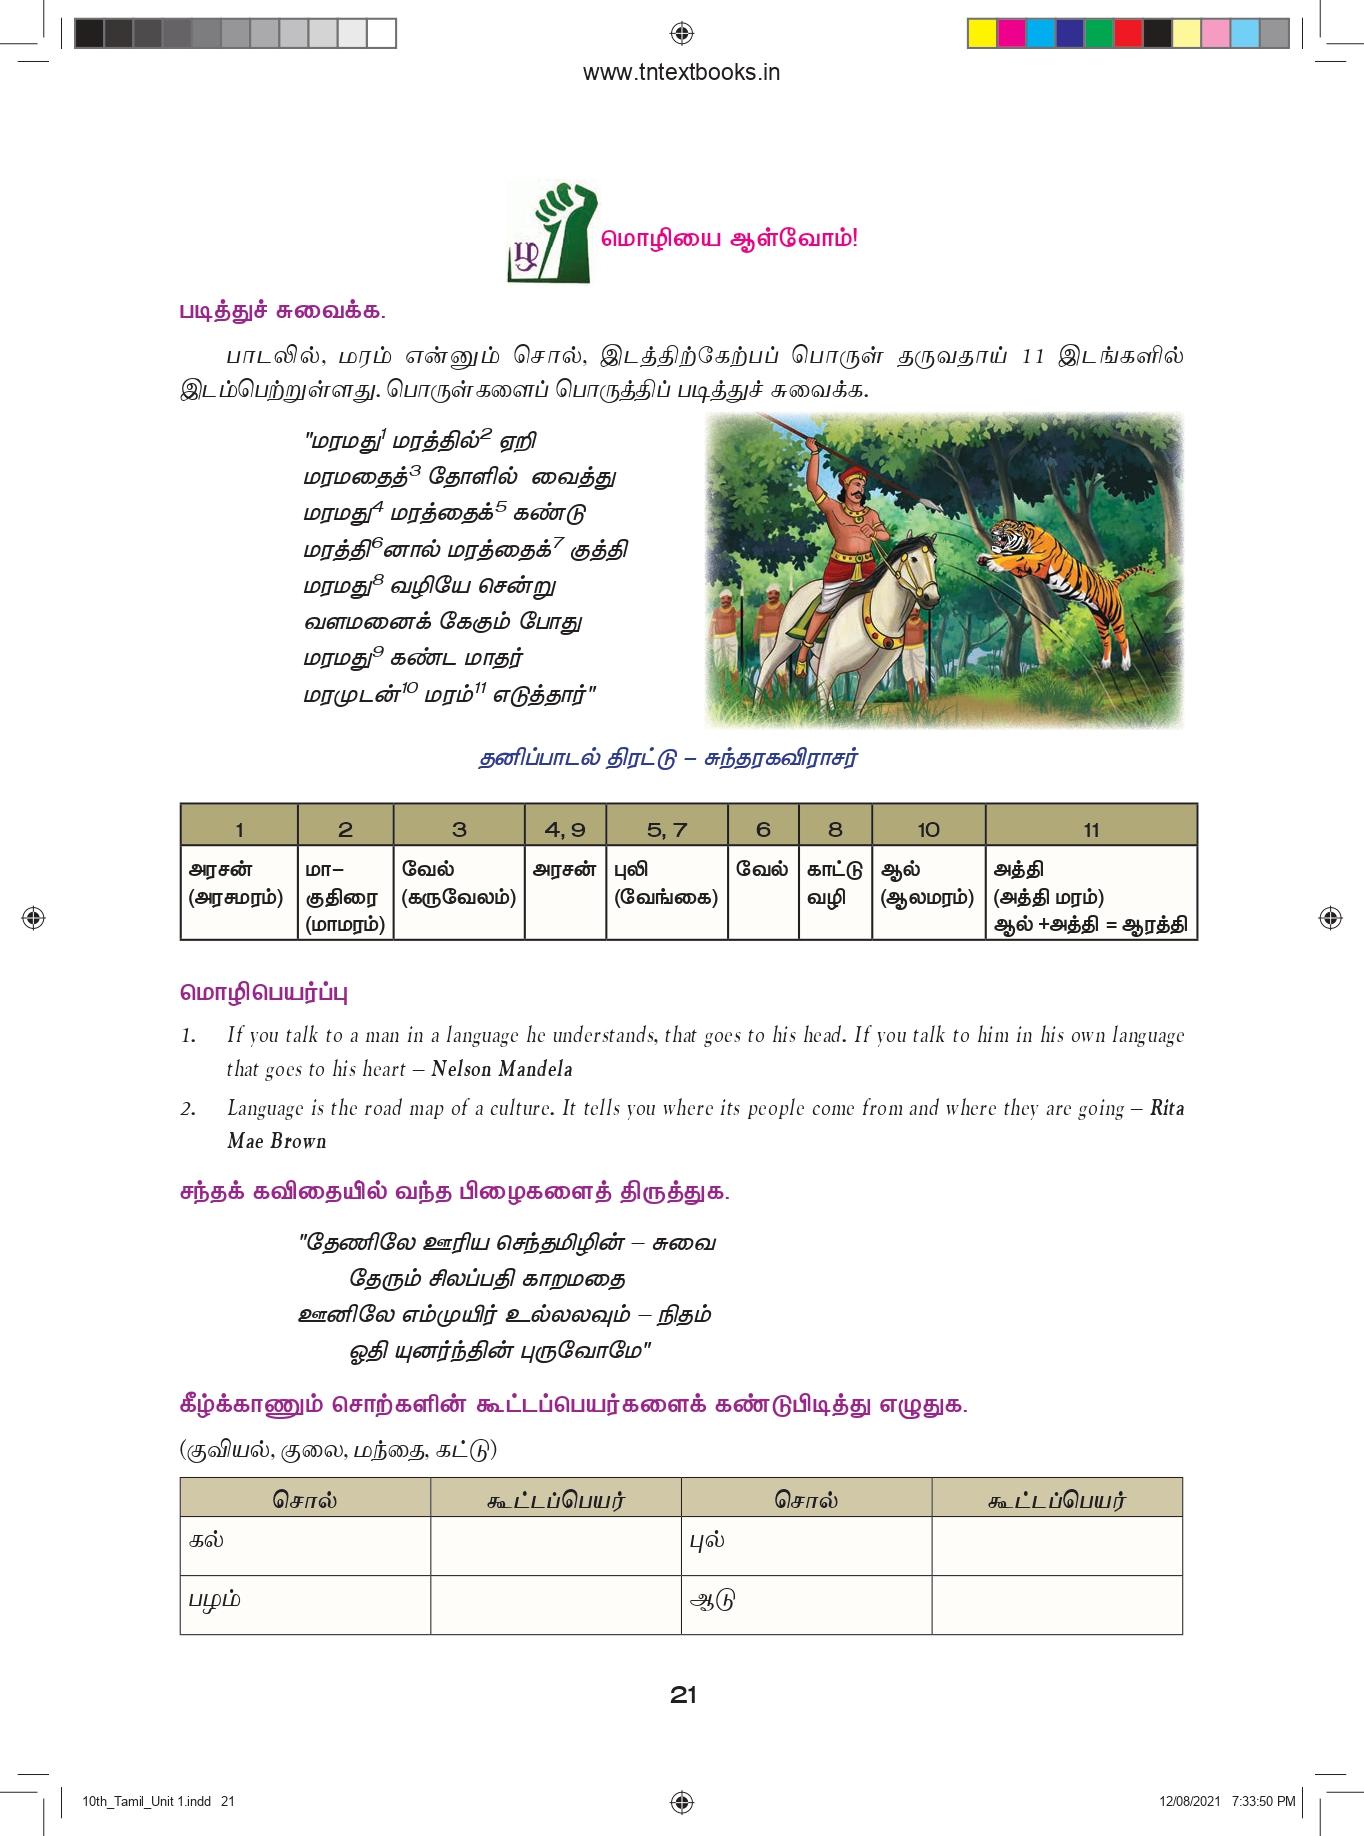 www.tntextbooks.in
ழ
மொழியை ஆள்வோம்!
படித்துச் சுவைக்க.
பாடலில், மரம் என்னும் சொல், இடத்திற்கேற்பப் பொருள் தருவதாய் 11 இடங்களில்
இடம்பெற்றுள்ளது. பொருள்களைப் பொருத்திப் படித்துச் சுவைக்க.
"மரமது¹ மரத்தில்² ஏறி
மரமதைத்³ தோளில் வைத்து
மரமது⁴ மரத்தைக்⁵ கண்டு
மரத்தி⁶னால் மரத்தைக்⁷ குத்தி
மரமது⁸ வழியே சென்று
வளமனைக் கேகும் போது
மரமது⁹ கண்ட மாதர்
மரமுடன்¹⁰ மரம்¹¹ எடுத்தார்"
தனிப்பாடல் திரட்டு – சுந்தரகவிராசர்
1 2 3 4, 9 5, 7 6 8 10 11
அரசன் மா– வேல் அரசன் புலி வேல் காட்டு ஆல் அத்தி
(அரசமரம்) குதிரை (கருவேலம்) (வேங்கை) வழி (ஆலமரம்) (அத்தி மரம்)
(மாமரம்) ஆல் +அத்தி = ஆரத்தி
மொழிபெயர்ப்பு
1. If you talk to a man in a language he understands, that goes to his head. If you talk to him in his own language
that goes to his heart – Nelson Mandela
2. Language is the road map of a culture. It tells you where its people come from and where they are going – Rita
Mae Brown
சந்தக் கவிதையில் வந்த பிழைகளைத் திருத்துக.
"தேணிலே ஊரிய செந்தமிழின் – சுவை
தேரும் சிலப்பதி காறமதை
ஊனிலே எம்முயிர் உல்லலவும் – நிதம்
ஓதி யுனர்ந்தின் புருவோமே"
கீழ்க்காணும் சொற்களின் கூட்டப்பெயர்களைக் கண்டுபிடித்து எழுதுக.
(குவியல், குலை, மந்தை, கட்டு)
சொல் கூட்டப்பெயர் சொல் கூட்டப்பெயர்
கல் புல்
பழம் ஆடு
21
10th_Tamil_Unit 1.indd 21 12/08/2021 7:33:50 PM